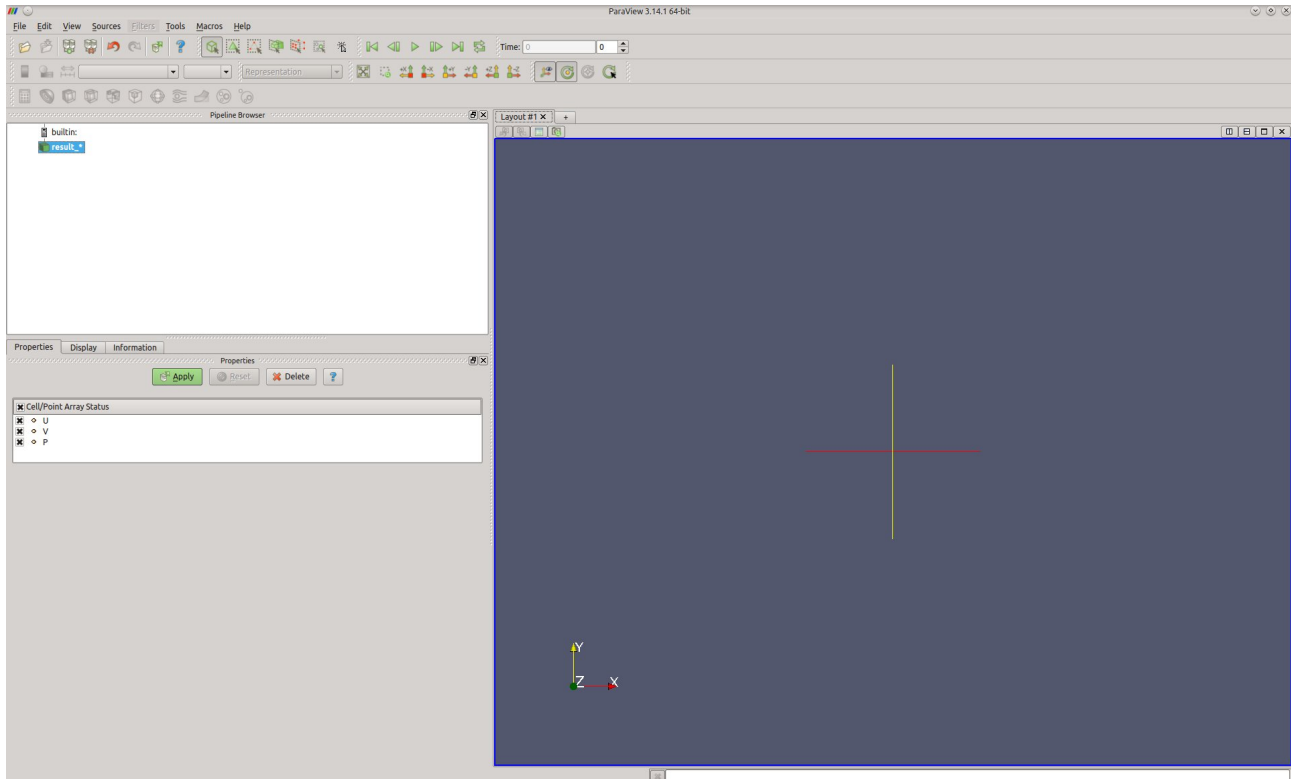 ParaView 3.14.1 64-bit
File Edit View Sources Filters Tools Macros Help
Time: 0 0
Representation
Pipeline Browser
Layout #1
builtin:
result_*
Properties Display Information
Properties
Apply Reset Delete ?
Cell/Point Array Status
U
V
P
Y
Z X